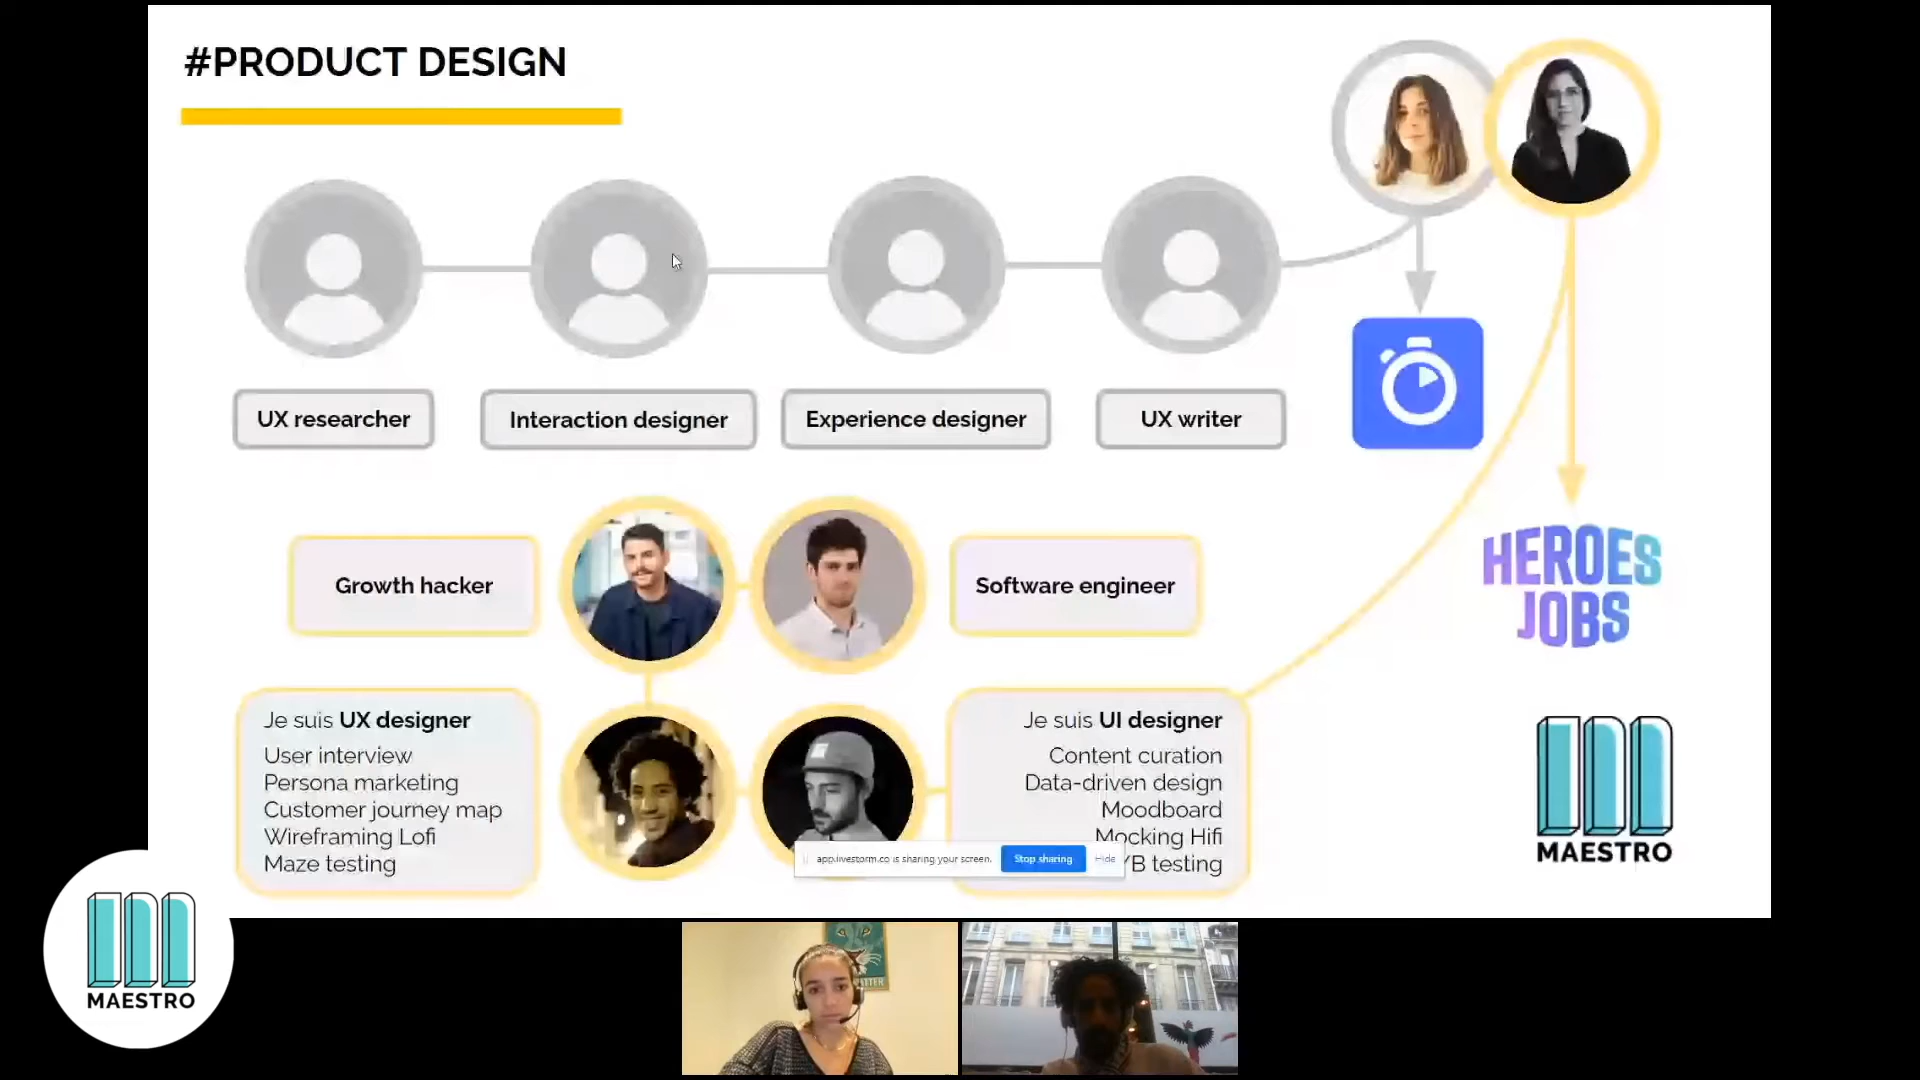 #PRODUCT DESIGN
UX researcher
Interaction designer
Experience designer
UX writer
Growth hacker
Software engineer
HEROES
JOBS
Je suis UX designer
User interview
Persona marketing
Customer journey map
Wireframing Lofi
Maze testing
Je suis UI designer
Content curation
Data-driven design
Moodboard
Mocking Hifi
/B testing
app.livestorm.co is sharing your screen.
Stop sharing
Hide
MAESTRO
MAESTRO